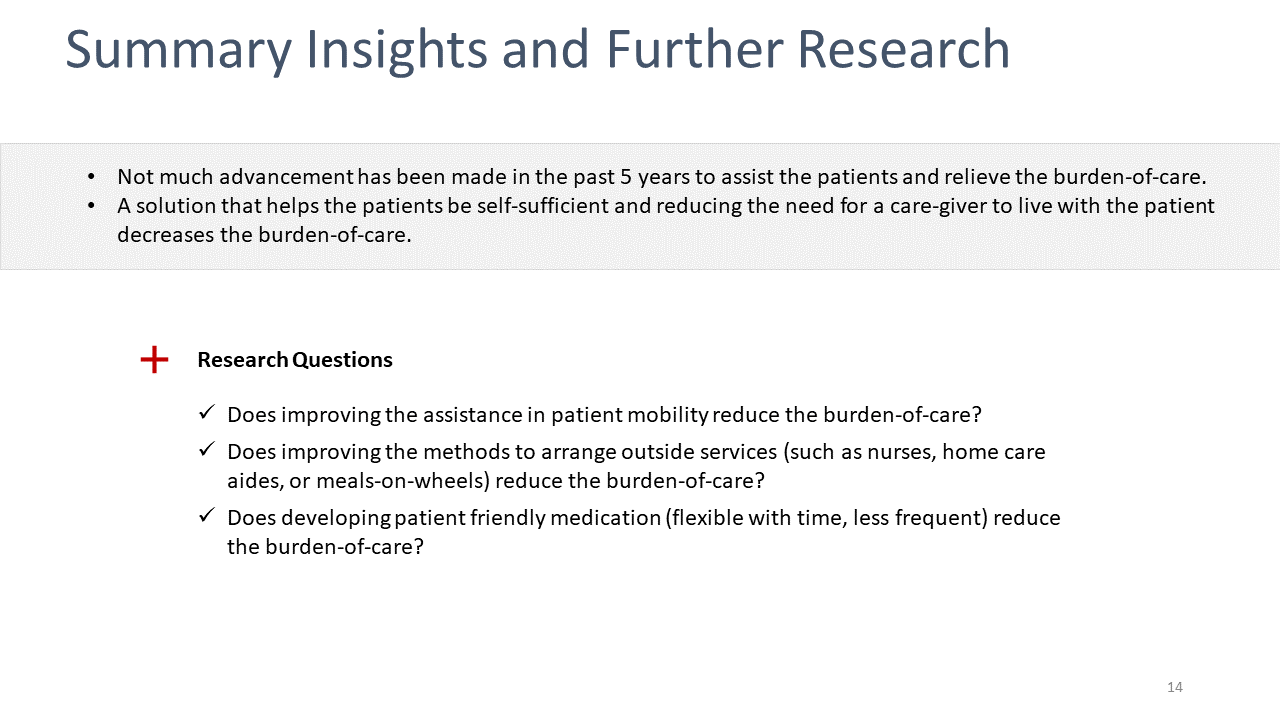 Summary Insights and Further Research
• Not much advancement has been made in the past 5 years to assist the patients and relieve the burden-of-care.
• A solution that helps the patients be self-sufficient and reducing the need for a care-giver to live with the patient
decreases the burden-of-care.
Research Questions
✓ Does improving the assistance in patient mobility reduce the burden-of-care?
✓ Does improving the methods to arrange outside services (such as nurses, home care
aides, or meals-on-wheels) reduce the burden-of-care?
✓ Does developing patient friendly medication (flexible with time, less frequent) reduce
the burden-of-care?
14